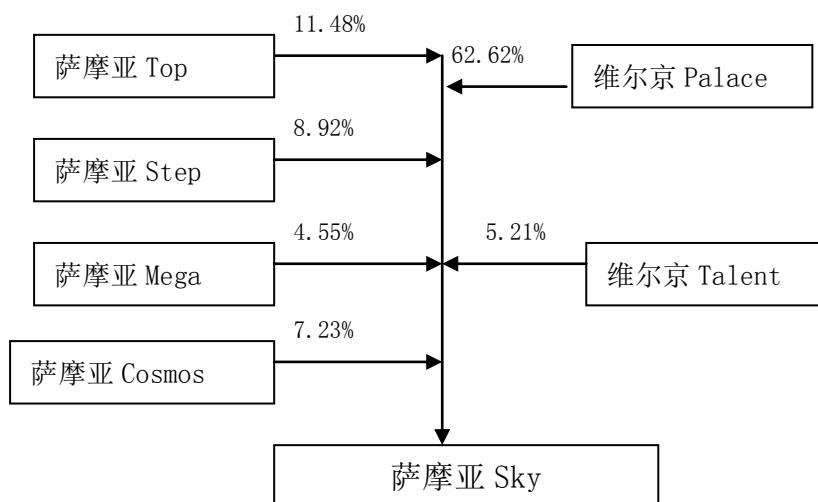 11.48%
萨摩亚 Top
62.62%
维尔京 Palace
8.92%
萨摩亚 Step
4.55%
5.21%
萨摩亚 Mega
维尔京 Talent
7.23%
萨摩亚 Cosmos
萨摩亚 Sky